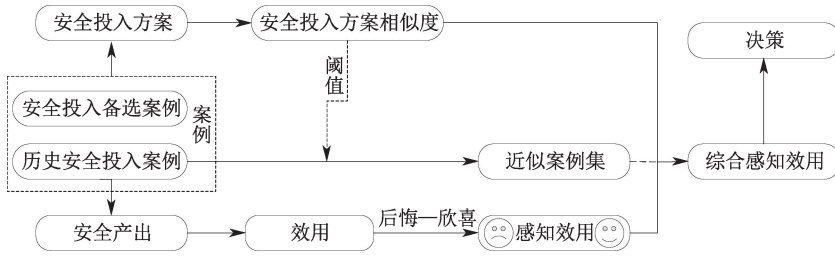 安全投入方案
安全投入方案相似度
决策
阈值
安全投入备选案例
案例
历史安全投入案例
近似案例集
综合感知效用
安全产出
效用
后悔—欣喜
感知效用